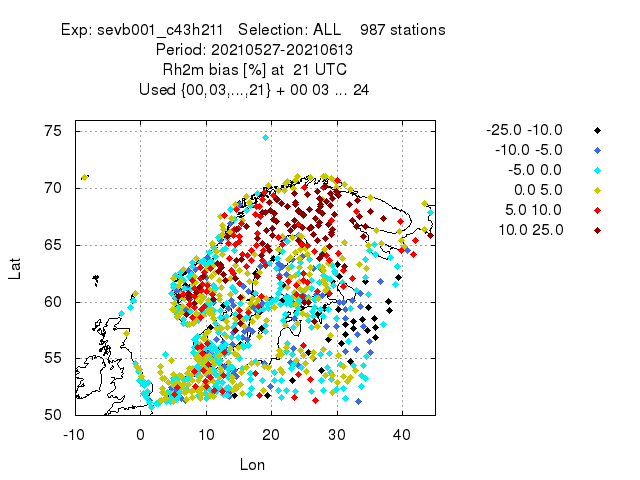 Exp: sevb001_c43h211   Selection: ALL    987 stations
Period: 20210527-20210613
Rh2m bias [%] at  21 UTC
Used {00,03,...,21} + 00 03 ... 24
-25.0 -10.0
-10.0 -5.0
-5.0 0.0
0.0 5.0
5.0 10.0
10.0 25.0
75
70
65
60
55
50
Lat
-10 0 10 20 30 40
Lon